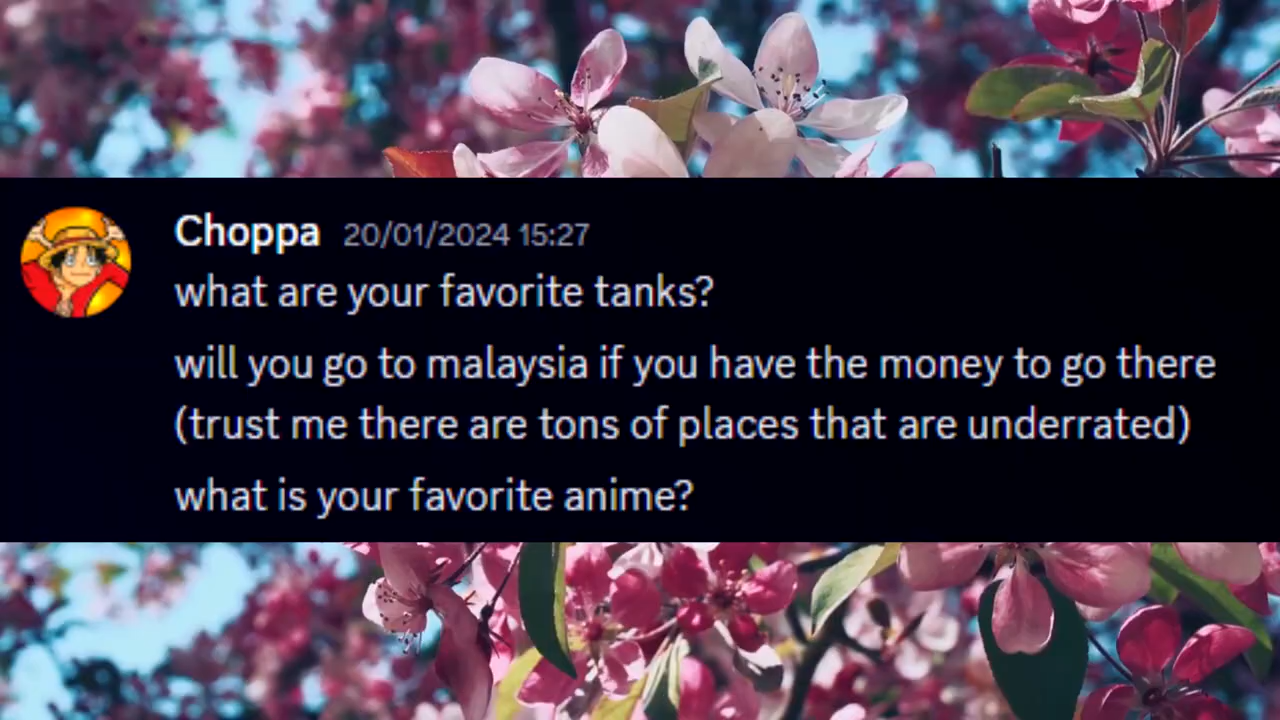 Choppa 20/01/2024 15:27
what are your favorite tanks?
will you go to malaysia if you have the money to go there
(trust me there are tons of places that are underrated)
what is your favorite anime?